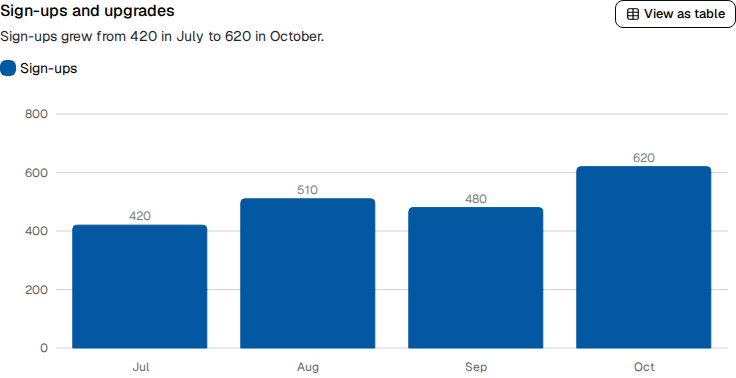 Sign-ups and upgrades
View as table
Sign-ups grew from 420 in July to 620 in October.
Sign-ups
800
600
400
200
0
420
510
480
620
Jul
Aug
Sep
Oct